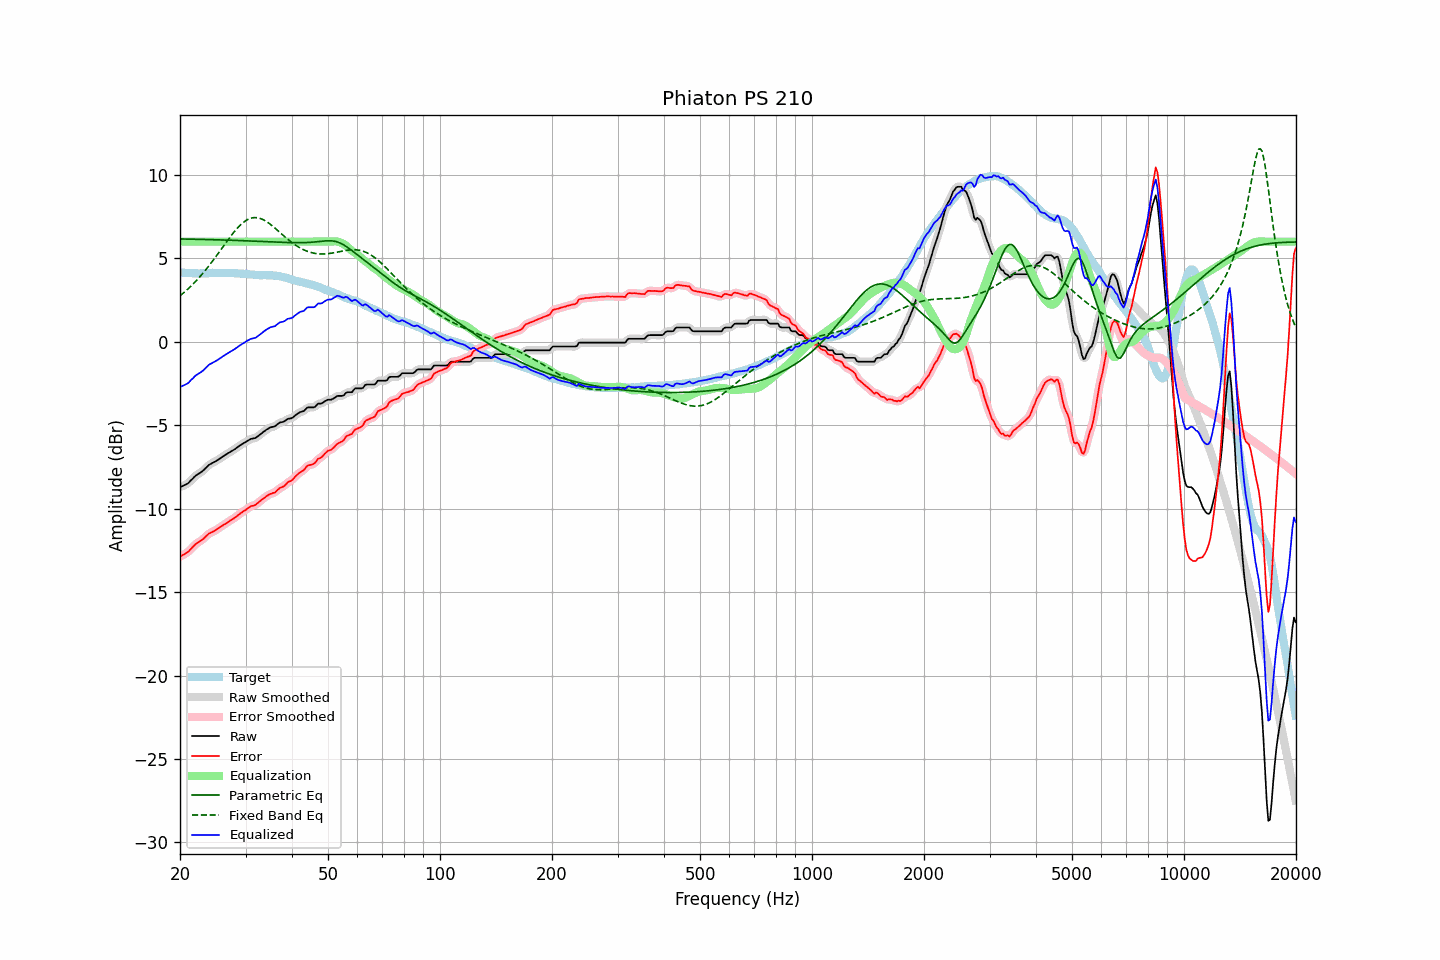 Phiaton PS 210
Amplitude (dBr)
10
5
0
−5
−10
−15
−20
−25
−30
Target
Raw Smoothed
Error Smoothed
Raw
Error
Equalization
Parametric Eq
Fixed Band Eq
Equalized
20 50 100 200 500 1000 2000 5000 10000 20000
Frequency (Hz)